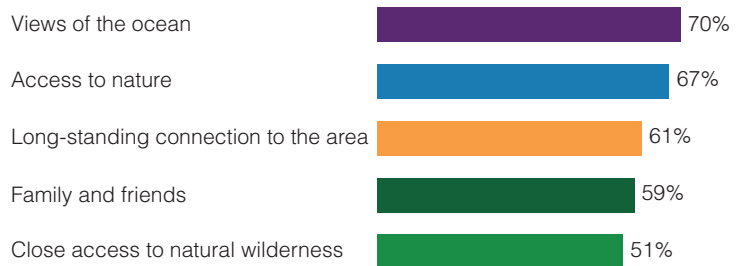 Views of the ocean 70%
Access to nature 67%
Long-standing connection to the area 61%
Family and friends 59%
Close access to natural wilderness 51%